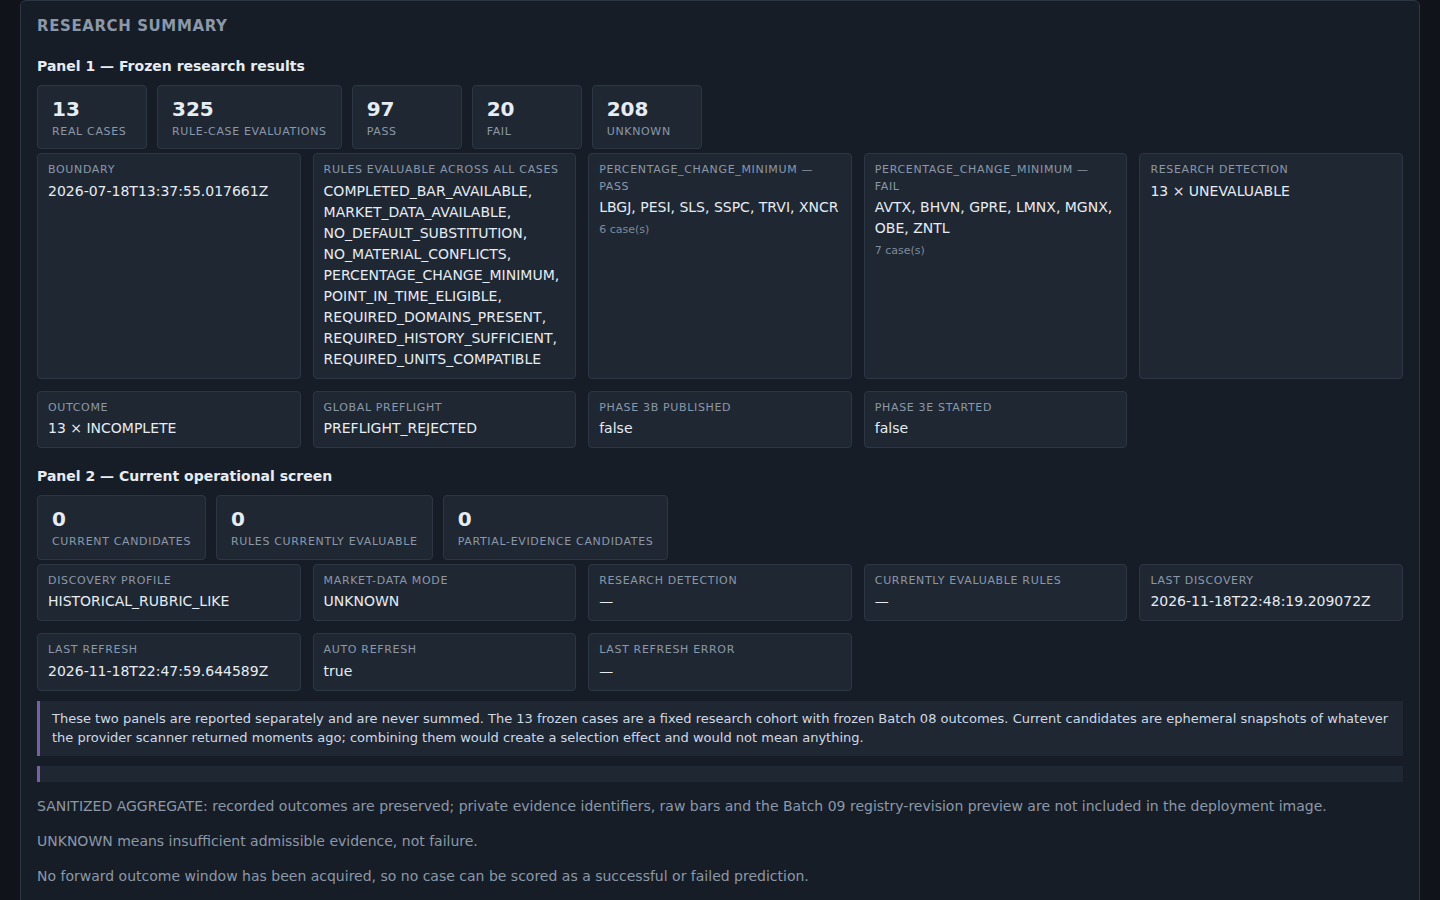 RESEARCH SUMMARY
Panel 1 — Frozen research results
13
REAL CASES
325
RULE-CASE EVALUATIONS
97
PASS
20
FAIL
208
UNKNOWN
BOUNDARY
2026-07-18T13:37:55.017661Z
RULES EVALUABLE ACROSS ALL CASES
COMPLETED_BAR_AVAILABLE,
MARKET_DATA_AVAILABLE,
NO_DEFAULT_SUBSTITUTION,
NO_MATERIAL_CONFLICTS,
PERCENTAGE_CHANGE_MINIMUM,
POINT_IN_TIME_ELIGIBLE,
REQUIRED_DOMAINS_PRESENT,
REQUIRED_HISTORY_SUFFICIENT,
REQUIRED_UNITS_COMPATIBLE
PERCENTAGE_CHANGE_MINIMUM —
PASS
LBGJ, PESI, SLS, SSPC, TRVI, XNCR
6 case(s)
PERCENTAGE_CHANGE_MINIMUM —
FAIL
AVTX, BHVN, GPRE, LMNX, MGNX,
OBE, ZNTL
7 case(s)
RESEARCH DETECTION
13 × UNEVALUABLE
OUTCOME
13 × INCOMPLETE
GLOBAL PREFLIGHT
PREFLIGHT_REJECTED
PHASE 3B PUBLISHED
false
PHASE 3E STARTED
false
Panel 2 — Current operational screen
0
CURRENT CANDIDATES
0
RULES CURRENTLY EVALUABLE
0
PARTIAL-EVIDENCE CANDIDATES
DISCOVERY PROFILE
HISTORICAL_RUBRIC_LIKE
MARKET-DATA MODE
UNKNOWN
RESEARCH DETECTION
—
CURRENTLY EVALUABLE RULES
—
LAST DISCOVERY
2026-11-18T22:48:19.209072Z
LAST REFRESH
2026-11-18T22:47:59.644589Z
AUTO REFRESH
true
LAST REFRESH ERROR
—
These two panels are reported separately and are never summed. The 13 frozen cases are a fixed research cohort with frozen Batch 08 outcomes. Current candidates are ephemeral snapshots of whatever
the provider scanner returned moments ago; combining them would create a selection effect and would not mean anything.
SANITIZED AGGREGATE: recorded outcomes are preserved; private evidence identifiers, raw bars and the Batch 09 registry-revision preview are not included in the deployment image.
UNKNOWN means insufficient admissible evidence, not failure.
No forward outcome window has been acquired, so no case can be scored as a successful or failed prediction.